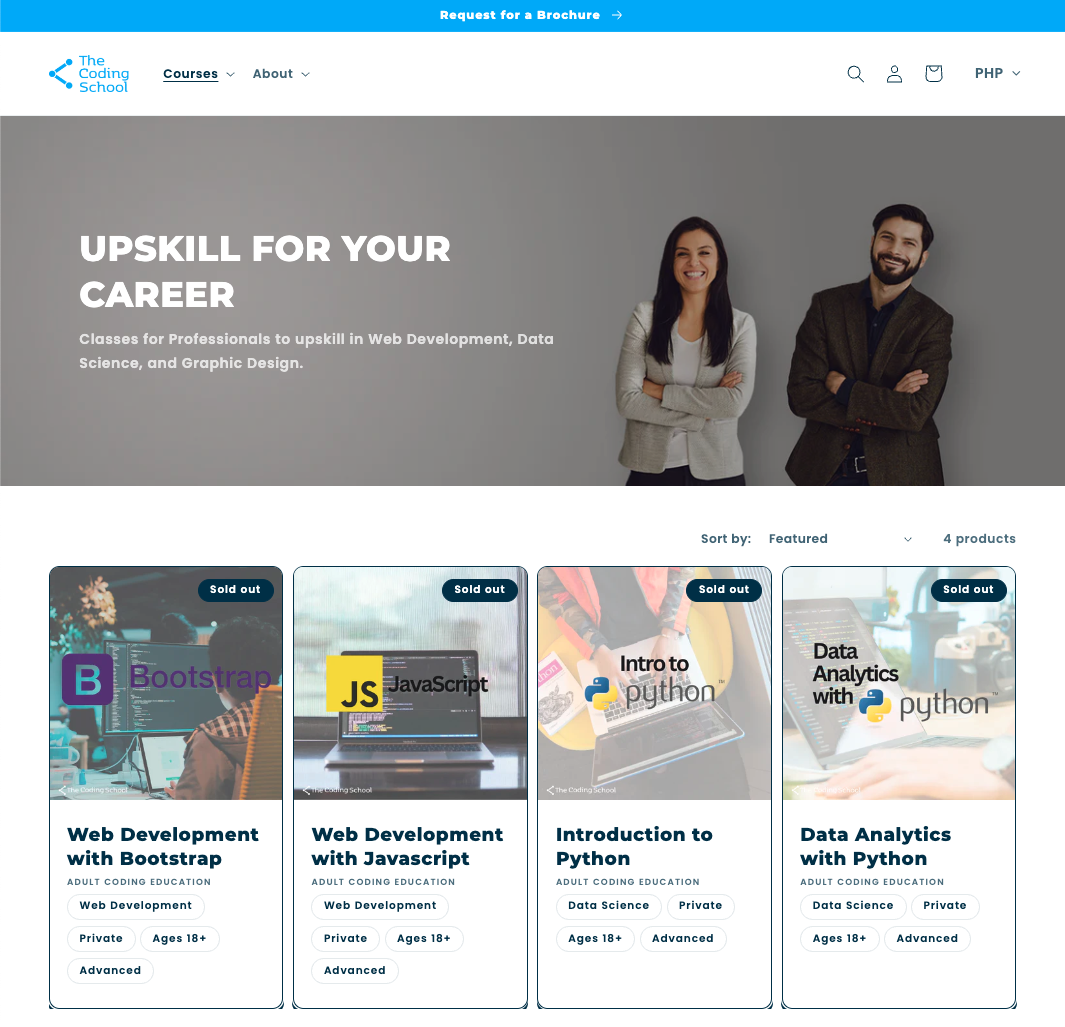 Request for a Brochure →
The
Coding
School
Courses
About
PHP
UPSKILL FOR YOUR
CAREER
Classes for Professionals to upskill in Web Development, Data
Science, and Graphic Design.
Sort by: Featured
4 products
Sold out
B Bootstrap
The Coding School
Web Development
with Bootstrap
ADULT CODING EDUCATION
Web Development
Private
Ages 18+
Advanced
Sold out
JS JavaScript
The Coding School
Web Development
with Javascript
ADULT CODING EDUCATION
Web Development
Private
Ages 18+
Advanced
Sold out
Intro to
python™
The Coding School
Introduction to
Python
ADULT CODING EDUCATION
Data Science
Private
Ages 18+
Advanced
Sold out
Data
Analytics
with python™
The Coding School
Data Analytics
with Python
ADULT CODING EDUCATION
Data Science
Private
Ages 18+
Advanced